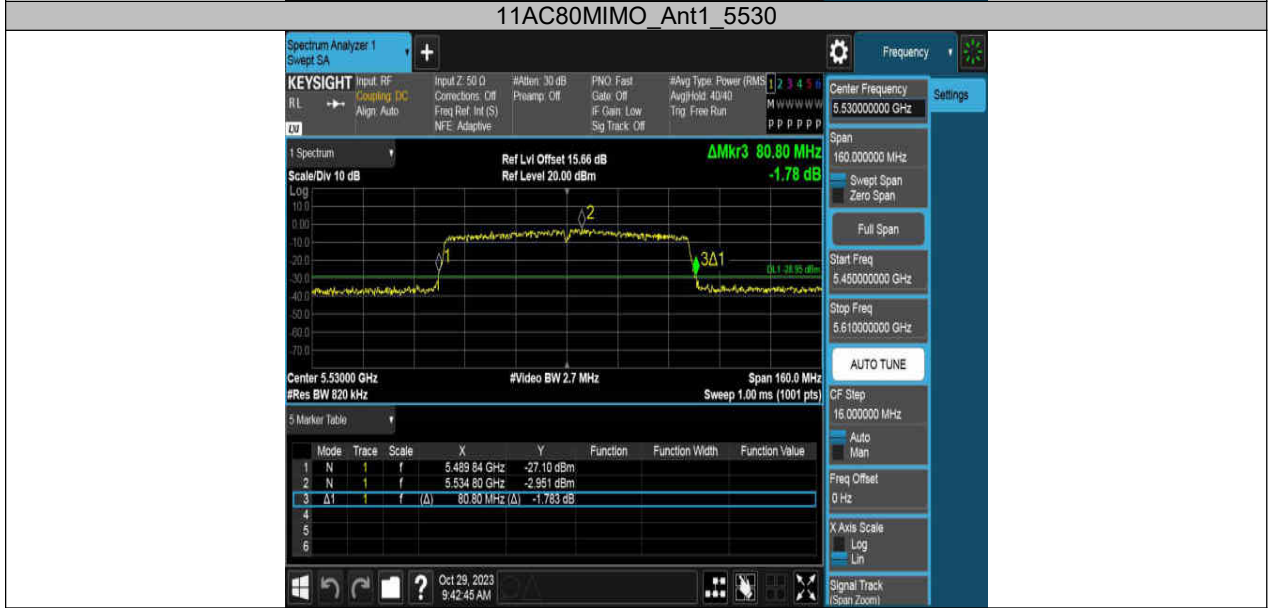 11AC80MIMO_Ant1_5530
Spectrum Analyzer 1
Swept SA
+
Frequency
KEYSIGHT
RL
LXI
Input: RF
Coupling: DC
Align: Auto
Input Z: 50 Ω
Corrections: Off
Freq Ref: Int (S)
NFE: Adaptive
#Atten: 30 dB
Preamp: Off
PNO: Fast
Gate: Off
IF Gain: Low
Sig Track: Off
#Avg Type: Power (RMS
Avg|Hold: 40/40
Trig: Free Run
1 2 3 4 5 6
M W W W W W
P P P P P P
Center Frequency
5.530000000 GHz
Settings
Span
160.000000 MHz
Swept Span
Zero Span
Full Span
Start Freq
5.450000000 GHz
Stop Freq
5.610000000 GHz
AUTO TUNE
CF Step
16.000000 MHz
Auto
Man
Freq Offset
0 Hz
X Axis Scale
Log
Lin
Signal Track
(Span Zoom)
1 Spectrum
Scale/Div 10 dB
Ref Lvl Offset 15.66 dB
Ref Level 20.00 dBm
ΔMkr3 80.80 MHz
-1.78 dB
Log
10.0
0.00
-10.0
-20.0
-30.0
-40.0
-50.0
-60.0
-70.0
1
2
3Δ1
DL1 -28.95 dBm
Center 5.53000 GHz
#Video BW 2.7 MHz
Span 160.0 MHz
#Res BW 820 kHz
Sweep 1.00 ms (1001 pts)
5 Marker Table
Mode Trace Scale X Y Function Function Width Function Value
1 N 1 f 5.489 84 GHz -27.10 dBm
2 N 1 f 5.534 80 GHz -2.951 dBm
3 Δ1 1 f (Δ) 80.80 MHz (Δ) -1.783 dB
4
5
6
?
Oct 29, 2023
9:42:45 AM